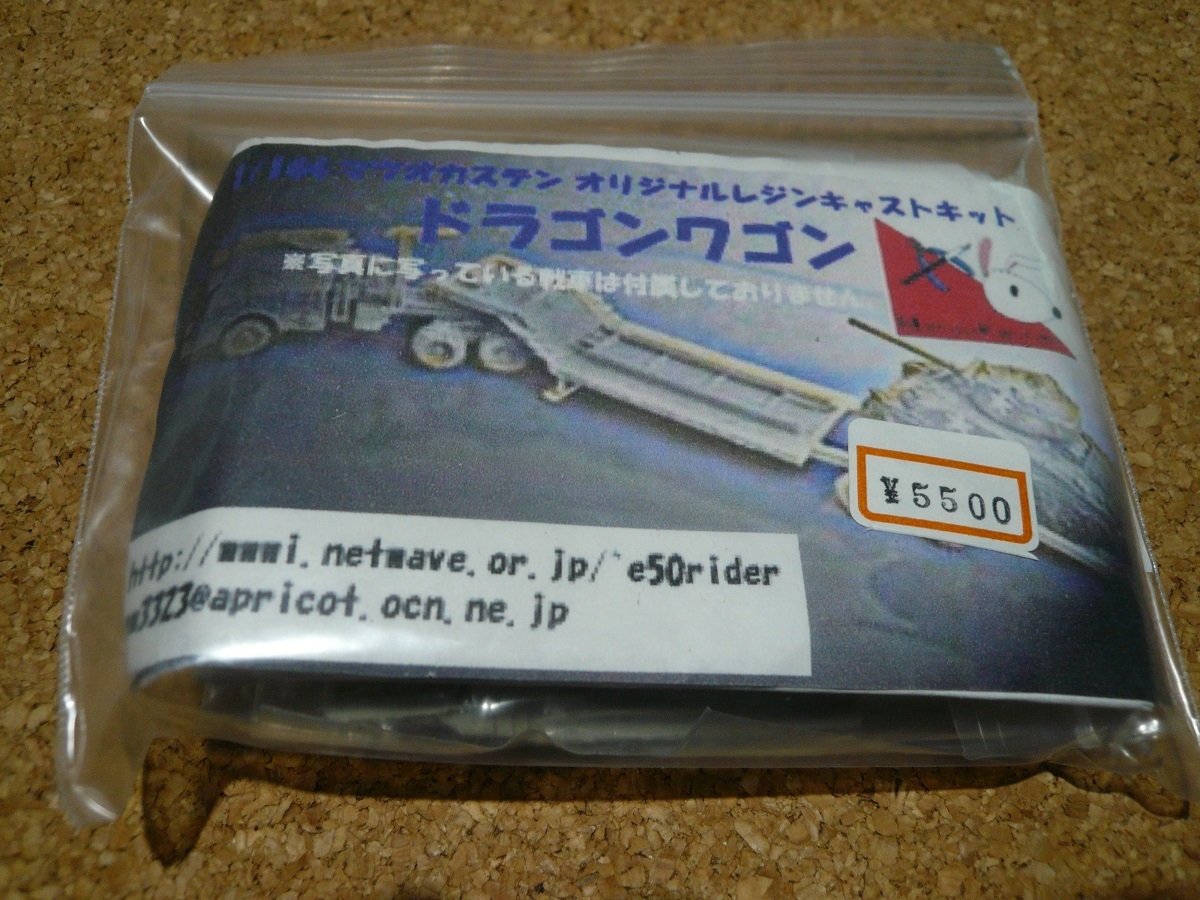 1/144 マツオカステン オリジナルレジンキャストキット
ドラゴンワゴン
※写真に写っている戦車は付属しておりません。
¥5500
http://www1.netwave.or.jp/~e50rider
3323@apricot.ocn.ne.jp